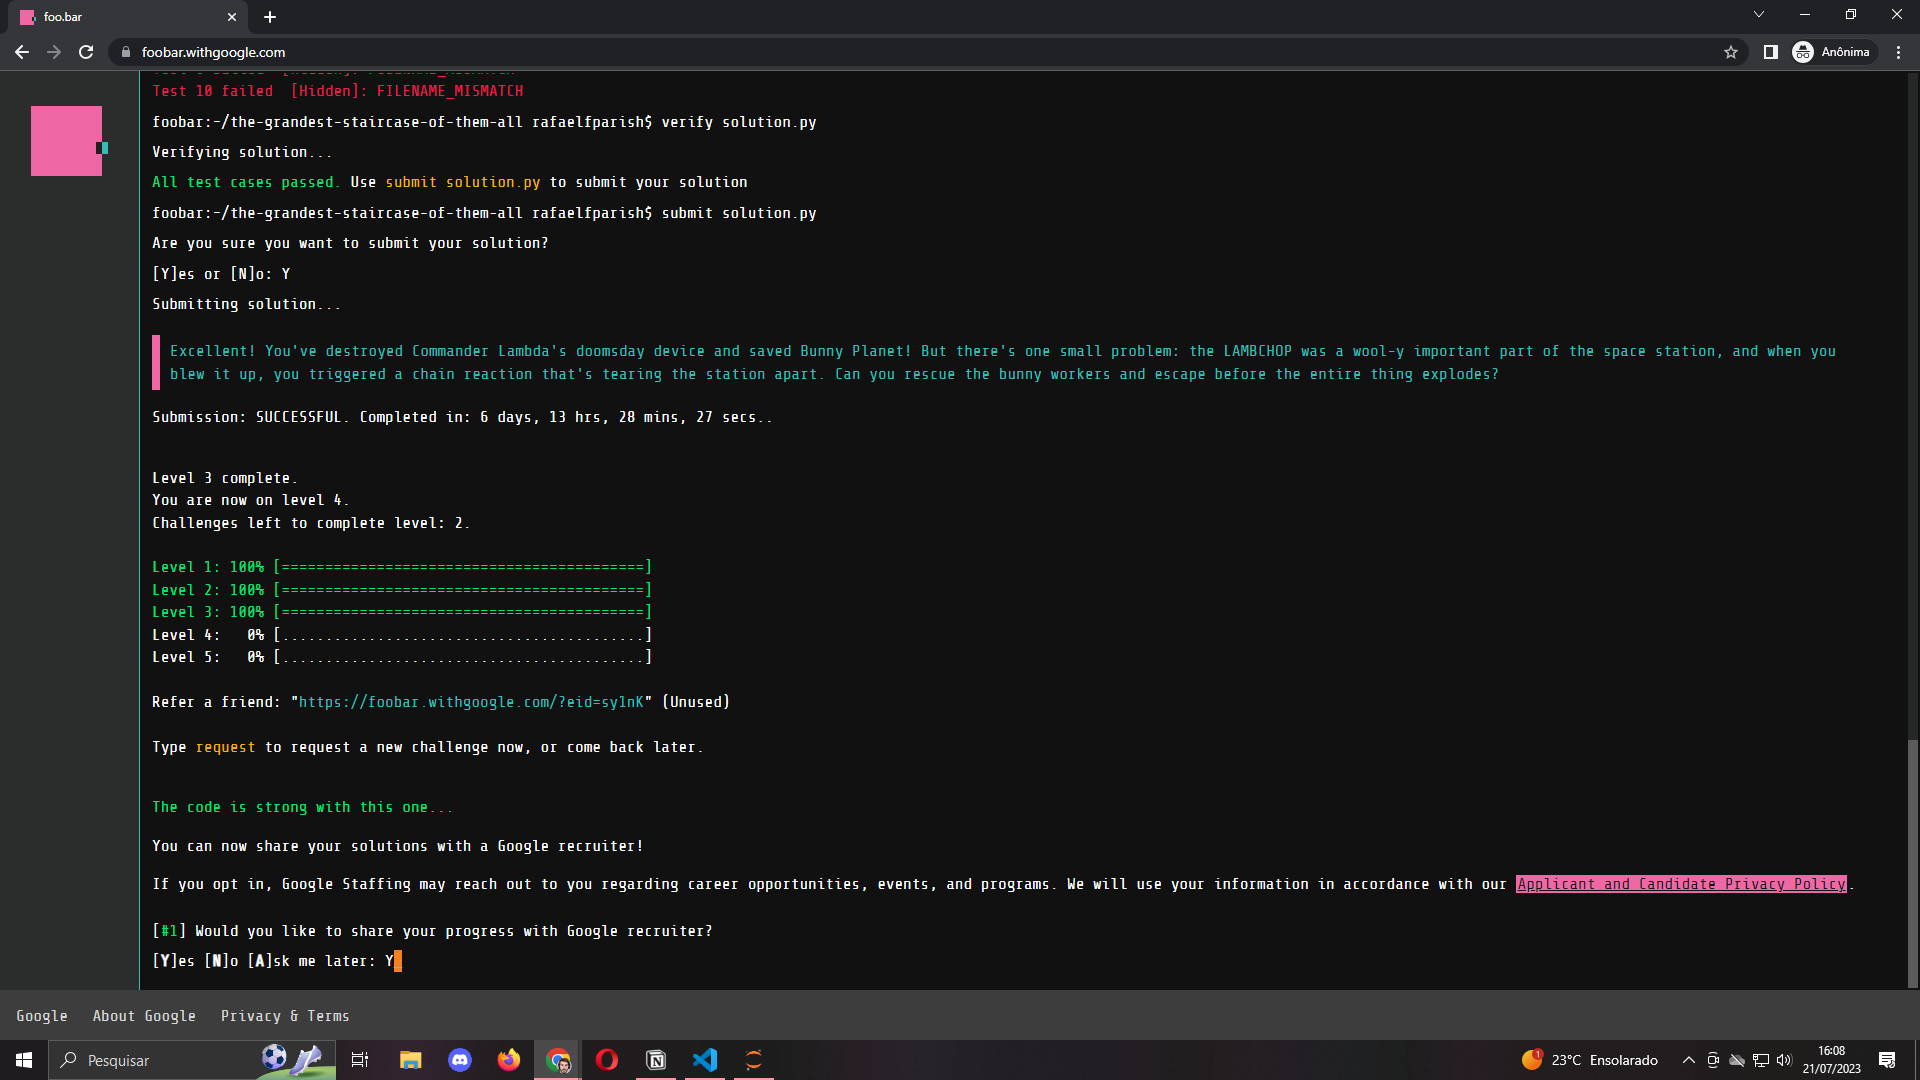 foo.bar
foobar.withgoogle.com
Anônima
Test 10 failed  [Hidden]: FILENAME_MISMATCH
foobar:~/the-grandest-staircase-of-them-all rafaelfparish$ verify solution.py
Verifying solution...
All test cases passed. Use submit solution.py to submit your solution
foobar:~/the-grandest-staircase-of-them-all rafaelfparish$ submit solution.py
Are you sure you want to submit your solution?
[Y]es or [N]o: Y
Submitting solution...
Excellent! You've destroyed Commander Lambda's doomsday device and saved Bunny Planet! But there's one small problem: the LAMBCHOP was a wool-y important part of the space station, and when you
blew it up, you triggered a chain reaction that's tearing the station apart. Can you rescue the bunny workers and escape before the entire thing explodes?
Submission: SUCCESSFUL. Completed in: 6 days, 13 hrs, 28 mins, 27 secs..
Level 3 complete.
You are now on level 4.
Challenges left to complete level: 2.
Level 1: 100% [==========================================]
Level 2: 100% [==========================================]
Level 3: 100% [==========================================]
Level 4:   0% [..........................................]
Level 5:   0% [..........................................]
Refer a friend: "https://foobar.withgoogle.com/?eid=sy1nK" (Unused)
Type request to request a new challenge now, or come back later.
The code is strong with this one...
You can now share your solutions with a Google recruiter!
If you opt in, Google Staffing may reach out to you regarding career opportunities, events, and programs. We will use your information in accordance with our Applicant and Candidate Privacy Policy.
[#1] Would you like to share your progress with Google recruiter?
[Y]es [N]o [A]sk me later: Y
Google About Google Privacy & Terms
Pesquisar
1
23°C Ensolarado
16:08
21/07/2023